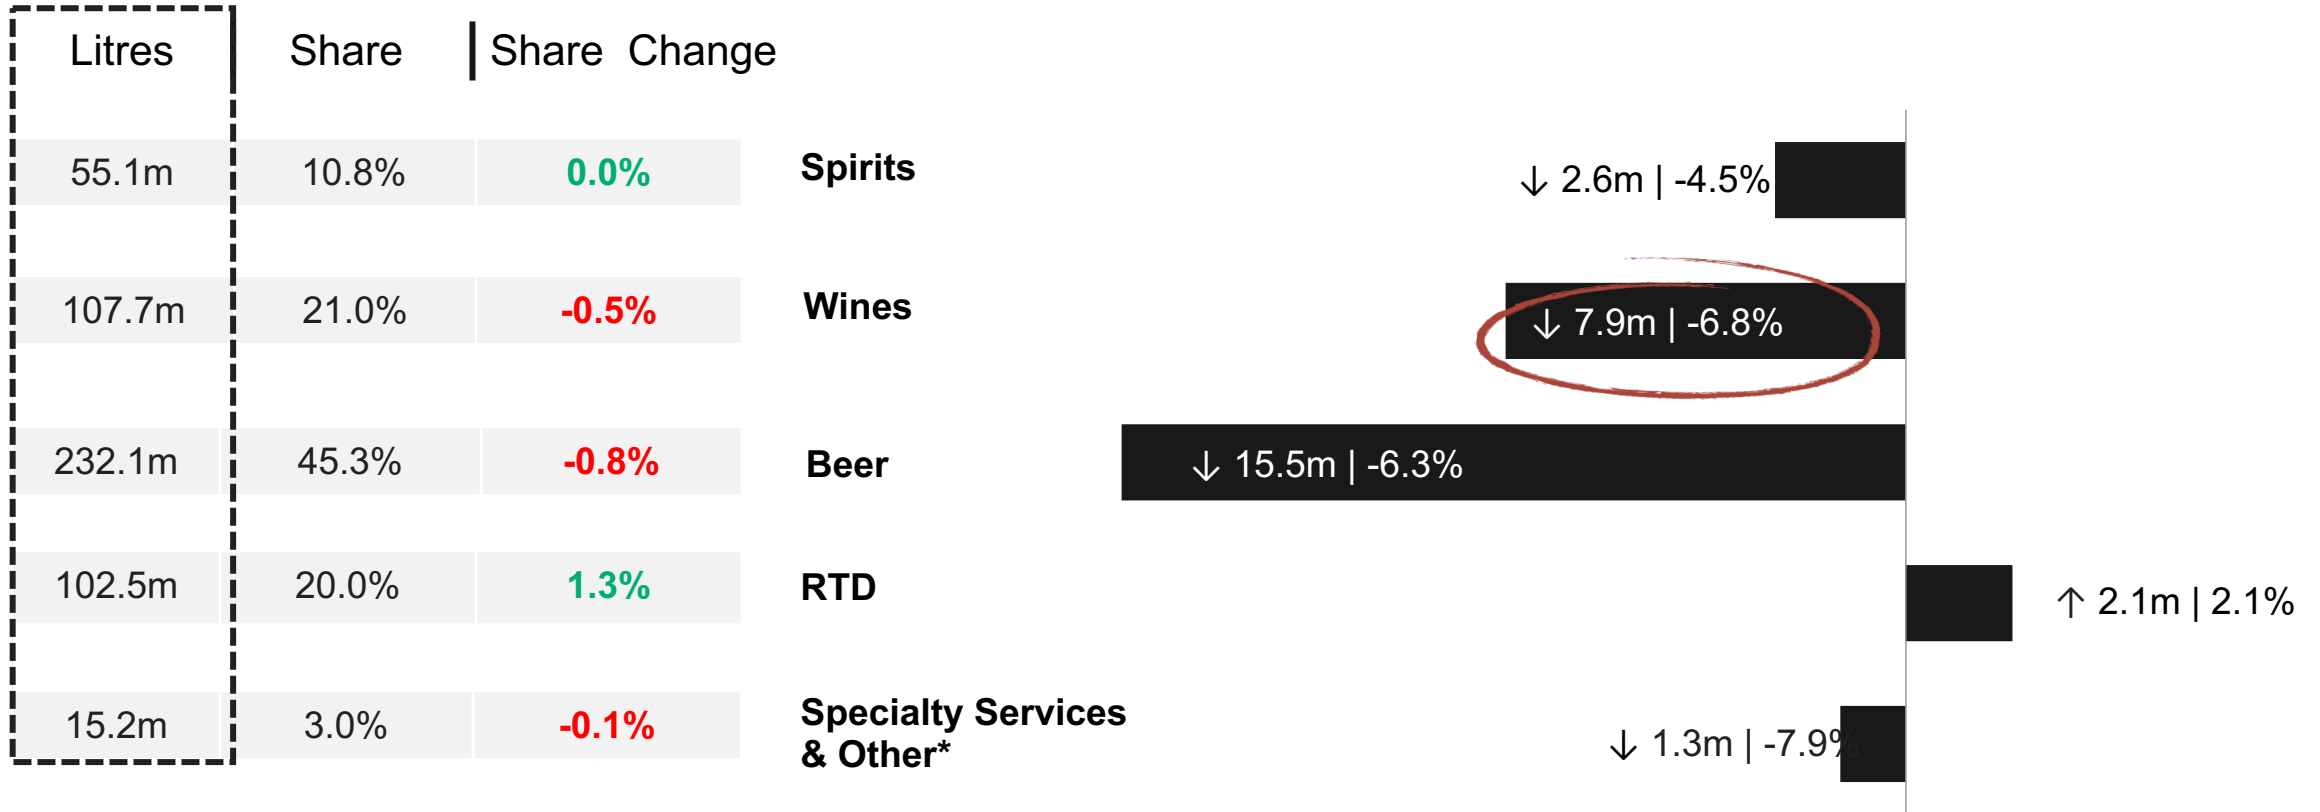 Litres | Share | Share Change
55.1m 10.8% 0.0% Spirits ↓ 2.6m | -4.5%
107.7m 21.0% -0.5% Wines ↓ 7.9m | -6.8%
232.1m 45.3% -0.8% Beer ↓ 15.5m | -6.3%
102.5m 20.0% 1.3% RTD ↑ 2.1m | 2.1%
15.2m 3.0% -0.1% Specialty Services
& Other* ↓ 1.3m | -7.9%